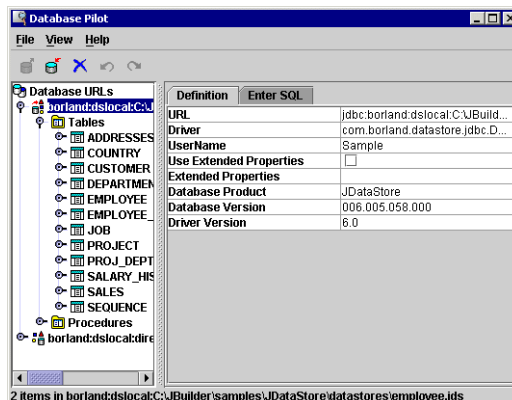 Database Pilot
File View Help
Database URLs
borland:dslocal:C:\J
Tables
ADDRESSES
COUNTRY
CUSTOMER
DEPARTMEN
EMPLOYEE
EMPLOYEE_
JOB
PROJECT
PROJ_DEPT
SALARY_HIS
SALES
SEQUENCE
Procedures
borland:dslocal:dire
Definition Enter SQL
URL jdbc:borland:dslocal:C:\JBuild...
Driver com.borland.datastore.jdbc.D...
UserName Sample
Use Extended Properties
Extended Properties
Database Product JDataStore
Database Version 006.005.058.000
Driver Version 6.0
2 items in borland:dslocal:C:\JBuilder\samples\JDataStore\datastores\employee.jds